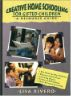 CREATIVE HOME SCHOOLING
FOR GIFTED CHILDREN
A RESOURCE GUIDE
LISA RIVERO